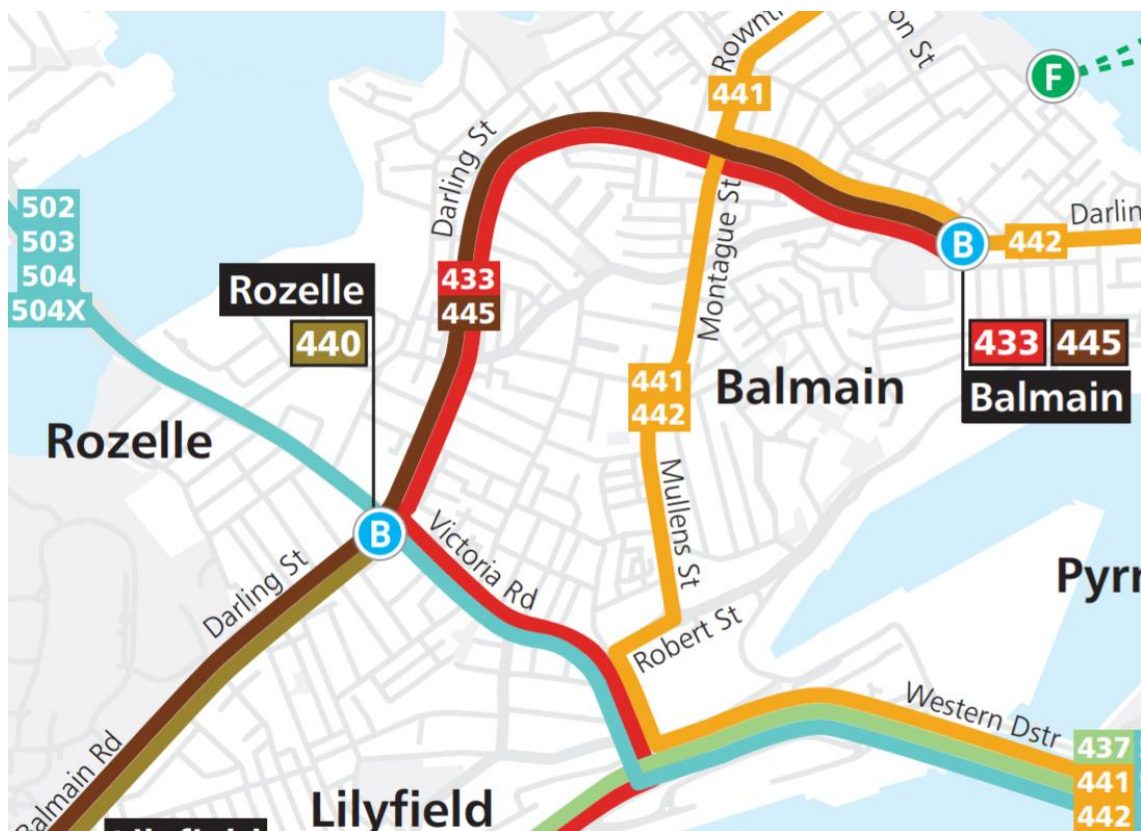 Rownt
on St
441
F
Darling St
502
503
504
504X
433
445
Montague St
B
442
Darlin
Rozelle
440
441
442
Balmain
433 445
Balmain
Rozelle
Mullens St
B
Victoria Rd
Darling St
Pyrr
Robert St
Western Dstr
437
441
442
Balmain Rd
Lilyfield
Lilyfield